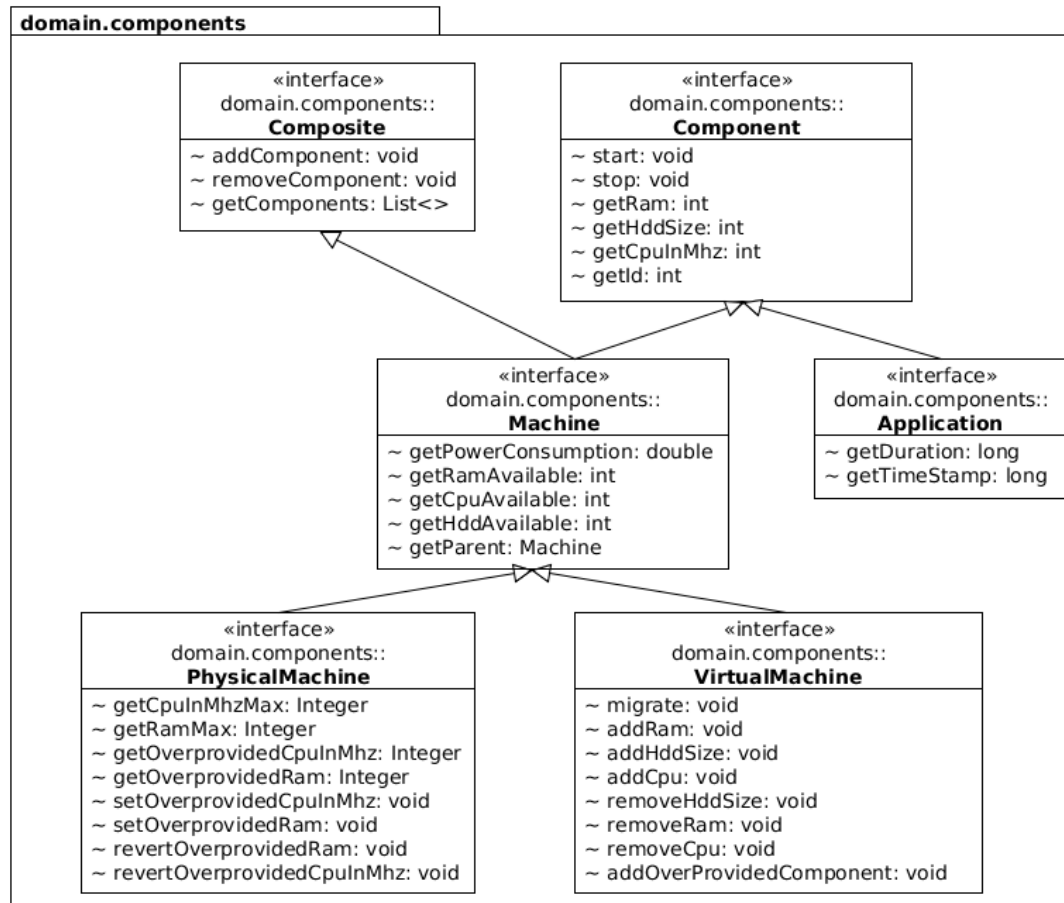 domain.components
«interface»
domain.components::
Composite
~ addComponent: void
~ removeComponent: void
~ getComponents: List<>
«interface»
domain.components::
Component
~ start: void
~ stop: void
~ getRam: int
~ getHddSize: int
~ getCpuInMhz: int
~ getId: int
«interface»
domain.components::
Machine
~ getPowerConsumption: double
~ getRamAvailable: int
~ getCpuAvailable: int
~ getHddAvailable: int
~ getParent: Machine
«interface»
domain.components::
Application
~ getDuration: long
~ getTimeStamp: long
«interface»
domain.components::
PhysicalMachine
~ getCpuInMhzMax: Integer
~ getRamMax: Integer
~ getOverprovidedCpuInMhz: Integer
~ getOverprovidedRam: Integer
~ setOverprovidedCpuInMhz: void
~ setOverprovidedRam: void
~ revertOverprovidedRam: void
~ revertOverprovidedCpuInMhz: void
«interface»
domain.components::
VirtualMachine
~ migrate: void
~ addRam: void
~ addHddSize: void
~ addCpu: void
~ removeHddSize: void
~ removeRam: void
~ removeCpu: void
~ addOverProvidedComponent: void